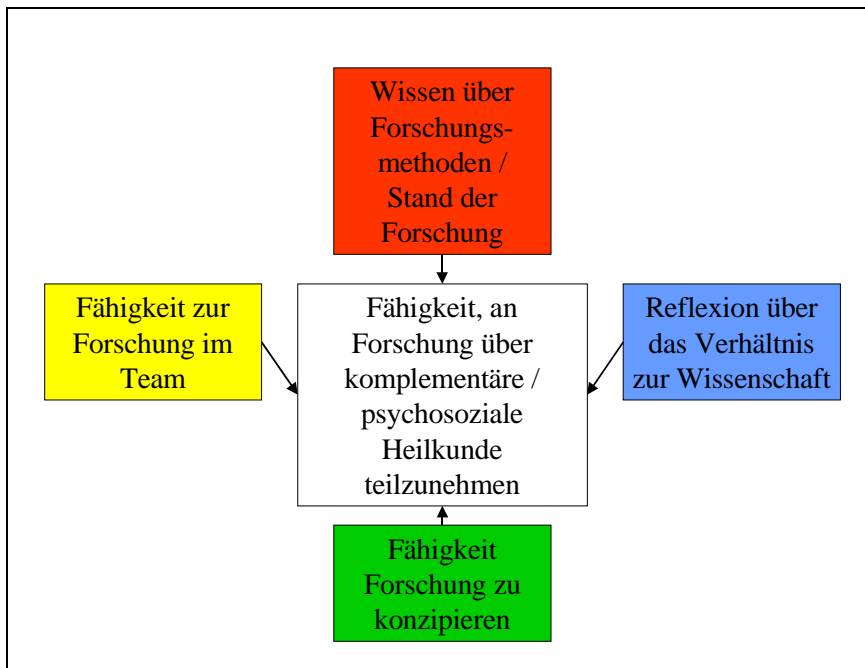 Wissen über
Forschungs-
methoden /
Stand der
Forschung
Fähigkeit zur
Forschung im
Team
Fähigkeit, an
Forschung über
komplementäre /
psychosoziale
Heilkunde
teilzunehmen
Reflexion über
das Verhältnis
zur Wissenschaft
Fähigkeit
Forschung zu
konzipieren